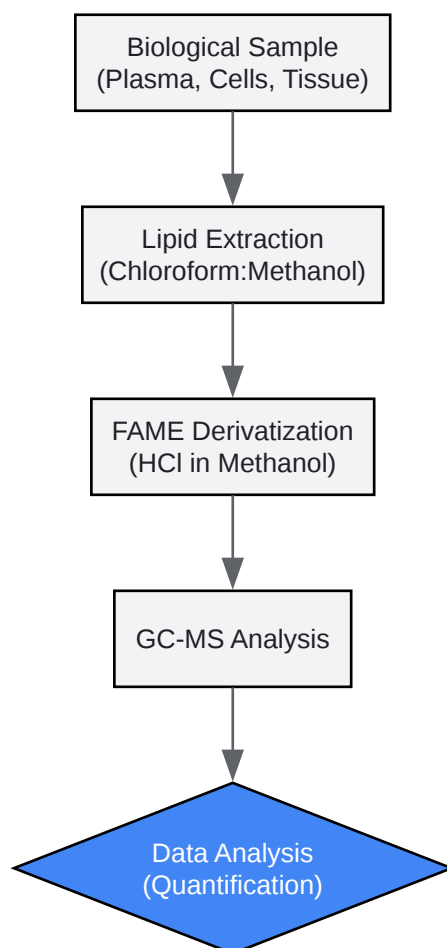 Biological Sample
(Plasma, Cells, Tissue)
Lipid Extraction
(Chloroform:Methanol)
FAME Derivatization
(HCl in Methanol)
GC-MS Analysis
Data Analysis
(Quantification)